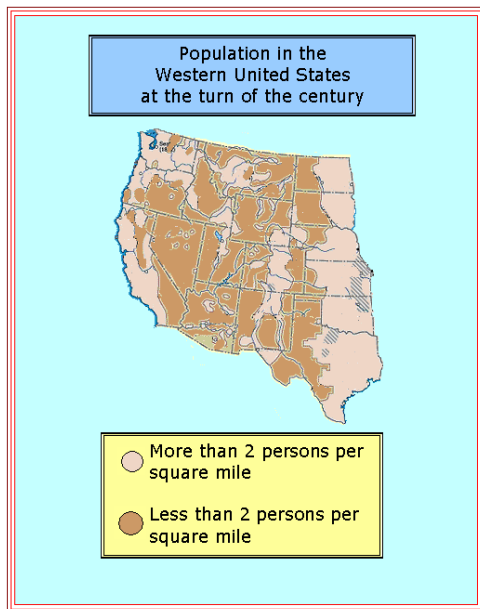 Population in the
Western United States
at the turn of the century
More than 2 persons per
square mile
Less than 2 persons per
square mile